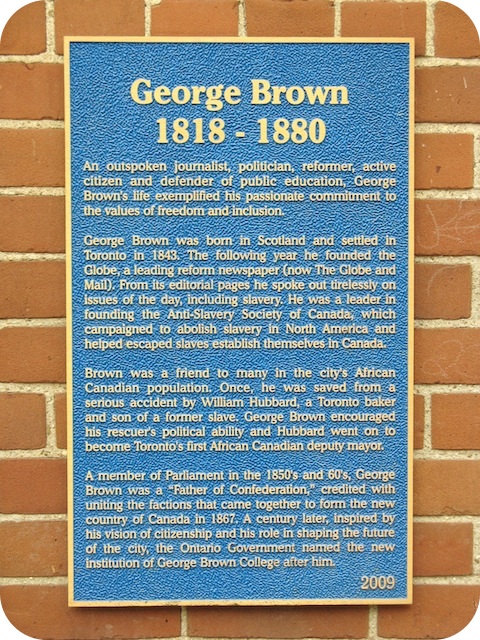 George Brown
1818 - 1880
An outspoken journalist, politician, reformer, active
citizen and defender of public education, George
Brown's life exemplified his passionate commitment to
the values of freedom and inclusion.
George Brown was born in Scotland and settled in
Toronto in 1843. The following year he founded the
Globe, a leading reform newspaper (now The Globe and
Mail). From its editorial pages he spoke out tirelessly on
issues of the day, including slavery. He was a leader in
founding the Anti-Slavery Society of Canada, which
campaigned to abolish slavery in North America and
helped escaped slaves establish themselves in Canada.
Brown was a friend to many in the city's African
Canadian population. Once, he was saved from a
serious accident by William Hubbard, a Toronto baker
and son of a former slave. George Brown encouraged
his rescuer's political ability and Hubbard went on to
become Toronto's first African Canadian deputy mayor.
A member of Parliament in the 1850's and 60's, George
Brown was a "Father of Confederation," credited with
uniting the factions that came together to form the new
country of Canada in 1867. A century later, inspired by
his vision of citizenship and his role in shaping the future
of the city, the Ontario Government named the new
institution of George Brown College after him.
2009